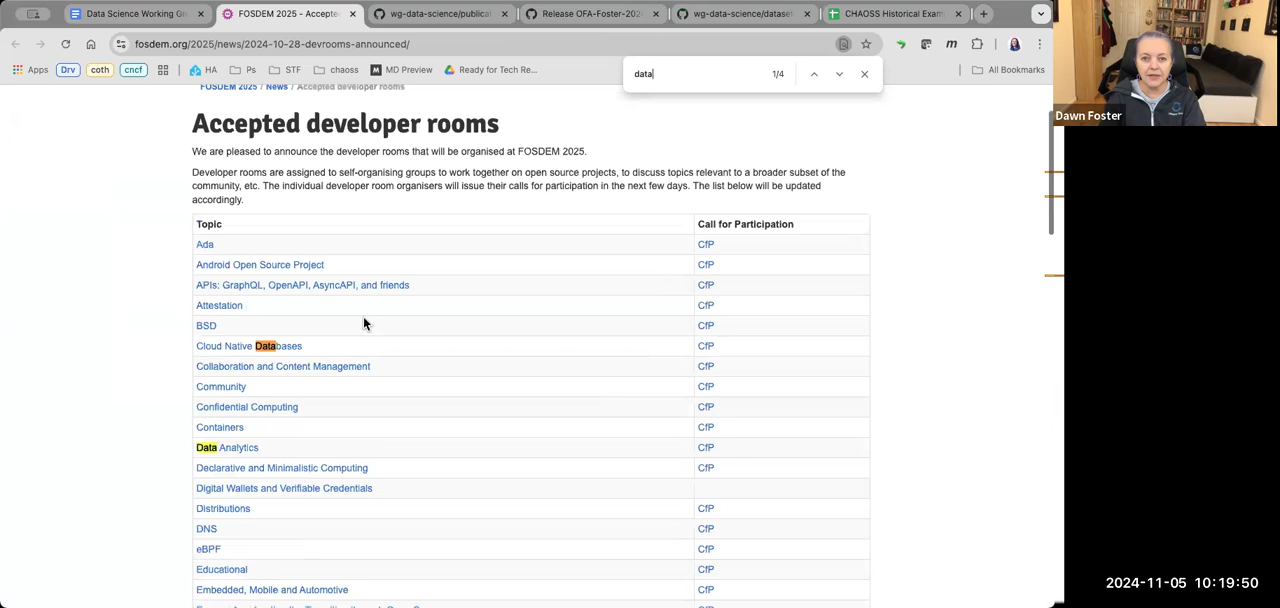 Data Science Working Gr
FOSDEM 2025 - Accepte
wg-data-science/publica
Release OFA-Foster-202
wg-data-science/dataset
CHAOSS Historical Exam
fosdem.org/2025/news/2024-10-28-devrooms-announced/
Apps
Drv
coth
cncf
HA
Ps
STF
chaoss
MD Preview
Ready for Tech Re...
All Bookmarks
data
1/4
Dawn Foster
FOSDEM 2025 / News / Accepted developer rooms
Accepted developer rooms
We are pleased to announce the developer rooms that will be organised at FOSDEM 2025.
Developer rooms are assigned to self-organising groups to work together on open source projects, to discuss topics relevant to a broader subset of the
community, etc. The individual developer room organisers will issue their calls for participation in the next few days. The list below will be updated
accordingly.
Topic Call for Participation
Ada CfP
Android Open Source Project CfP
APIs: GraphQL, OpenAPI, AsyncAPI, and friends CfP
Attestation CfP
BSD CfP
Cloud Native Databases CfP
Collaboration and Content Management CfP
Community CfP
Confidential Computing CfP
Containers CfP
Data Analytics CfP
Declarative and Minimalistic Computing CfP
Digital Wallets and Verifiable Credentials
Distributions CfP
DNS CfP
eBPF CfP
Educational CfP
Embedded, Mobile and Automotive CfP
2024-11-05 10:19:50